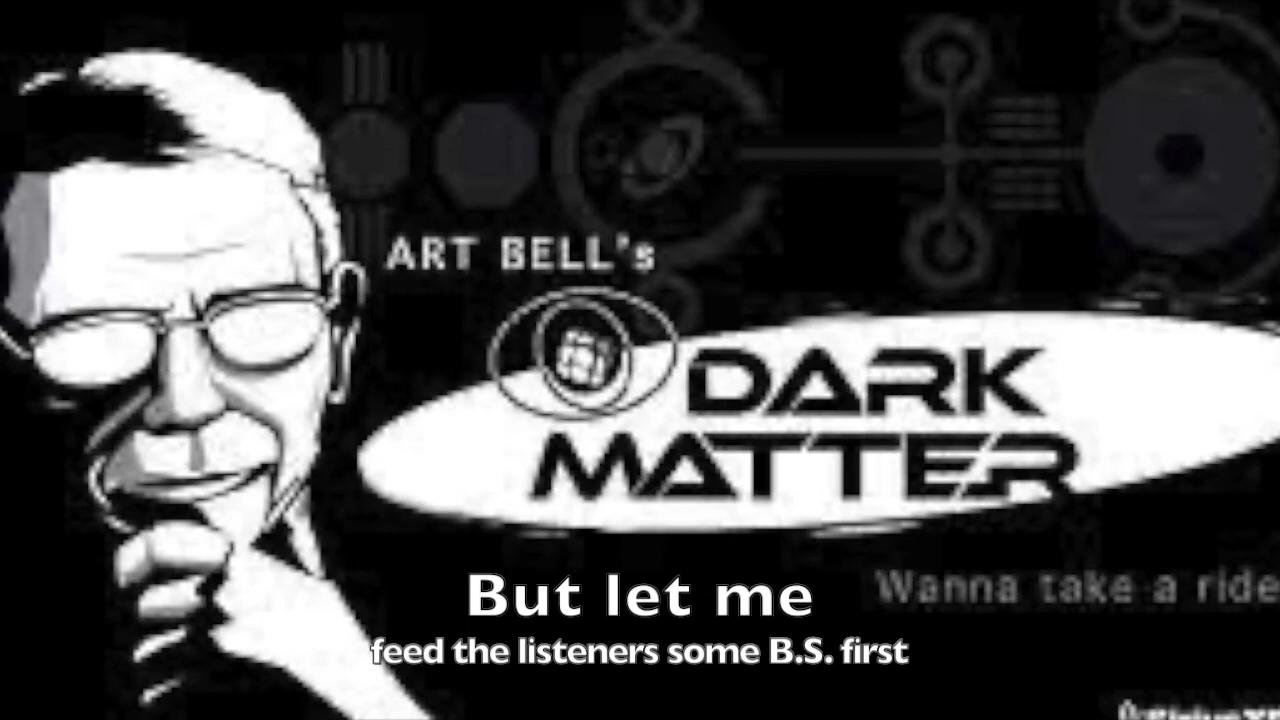 ART BELL's
DARK
MATTER
Wanna take a ride
But let me
feed the listeners some B.S. first